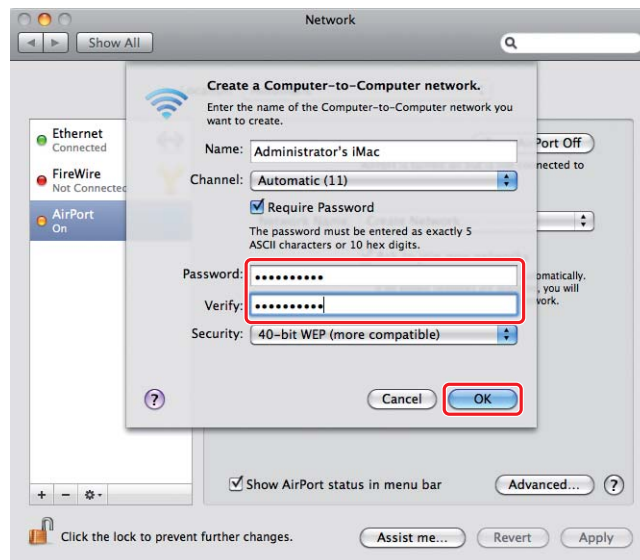 Network
Show All
Create a Computer-to-Computer network.
Enter the name of the Computer-to-Computer network you
want to create.
Name: Administrator's iMac
Channel: Automatic (11)
Require Password
The password must be entered as exactly 5
ASCII characters or 10 hex digits.
Password: ••••••••••
Verify: ••••••••••
Security: 40-bit WEP (more compatible)
? Cancel OK
Ethernet
Connected
FireWire
Not Connected
AirPort
On
Port Off
nected to
omatically.
, you will
work.
Show AirPort status in menu bar
Advanced... ?
+ −
Click the lock to prevent further changes.
Assist me... Revert Apply